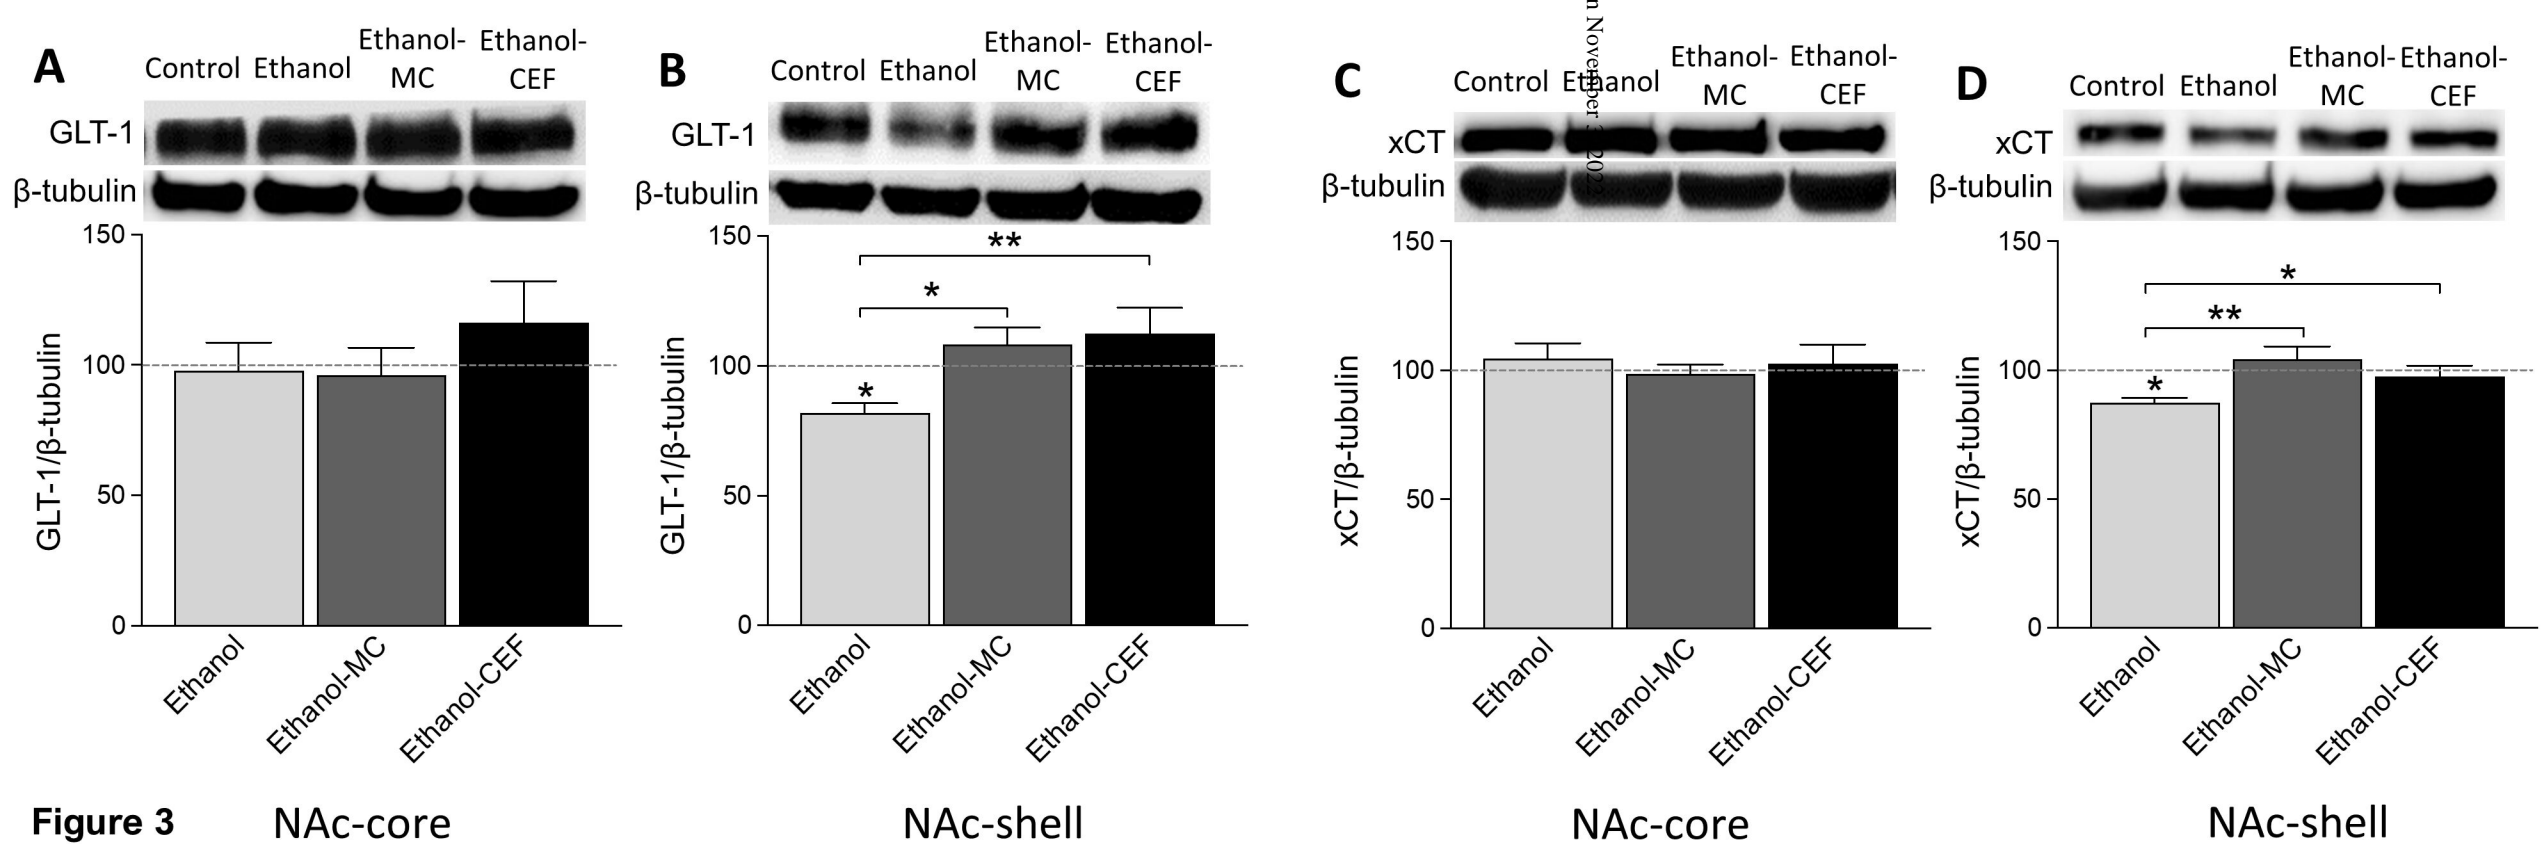 A
Control Ethanol Ethanol-MC Ethanol-CEF
GLT-1
β-tubulin
150
100
50
0
GLT-1/β-tubulin
Ethanol
Ethanol-MC
Ethanol-CEF
NAc-core
B
Control Ethanol Ethanol-MC Ethanol-CEF
GLT-1
β-tubulin
150
100
50
0
GLT-1/β-tubulin
**
*
*
Ethanol
Ethanol-MC
Ethanol-CEF
NAc-shell
C
Control Ethanol Ethanol-MC Ethanol-CEF
xCT
β-tubulin
150
100
50
0
xCT/β-tubulin
Ethanol
Ethanol-MC
Ethanol-CEF
NAc-core
D
Control Ethanol Ethanol-MC Ethanol-CEF
xCT
β-tubulin
150
100
50
0
xCT/β-tubulin
*
**
*
Ethanol
Ethanol-MC
Ethanol-CEF
NAc-shell
November
Figure 3